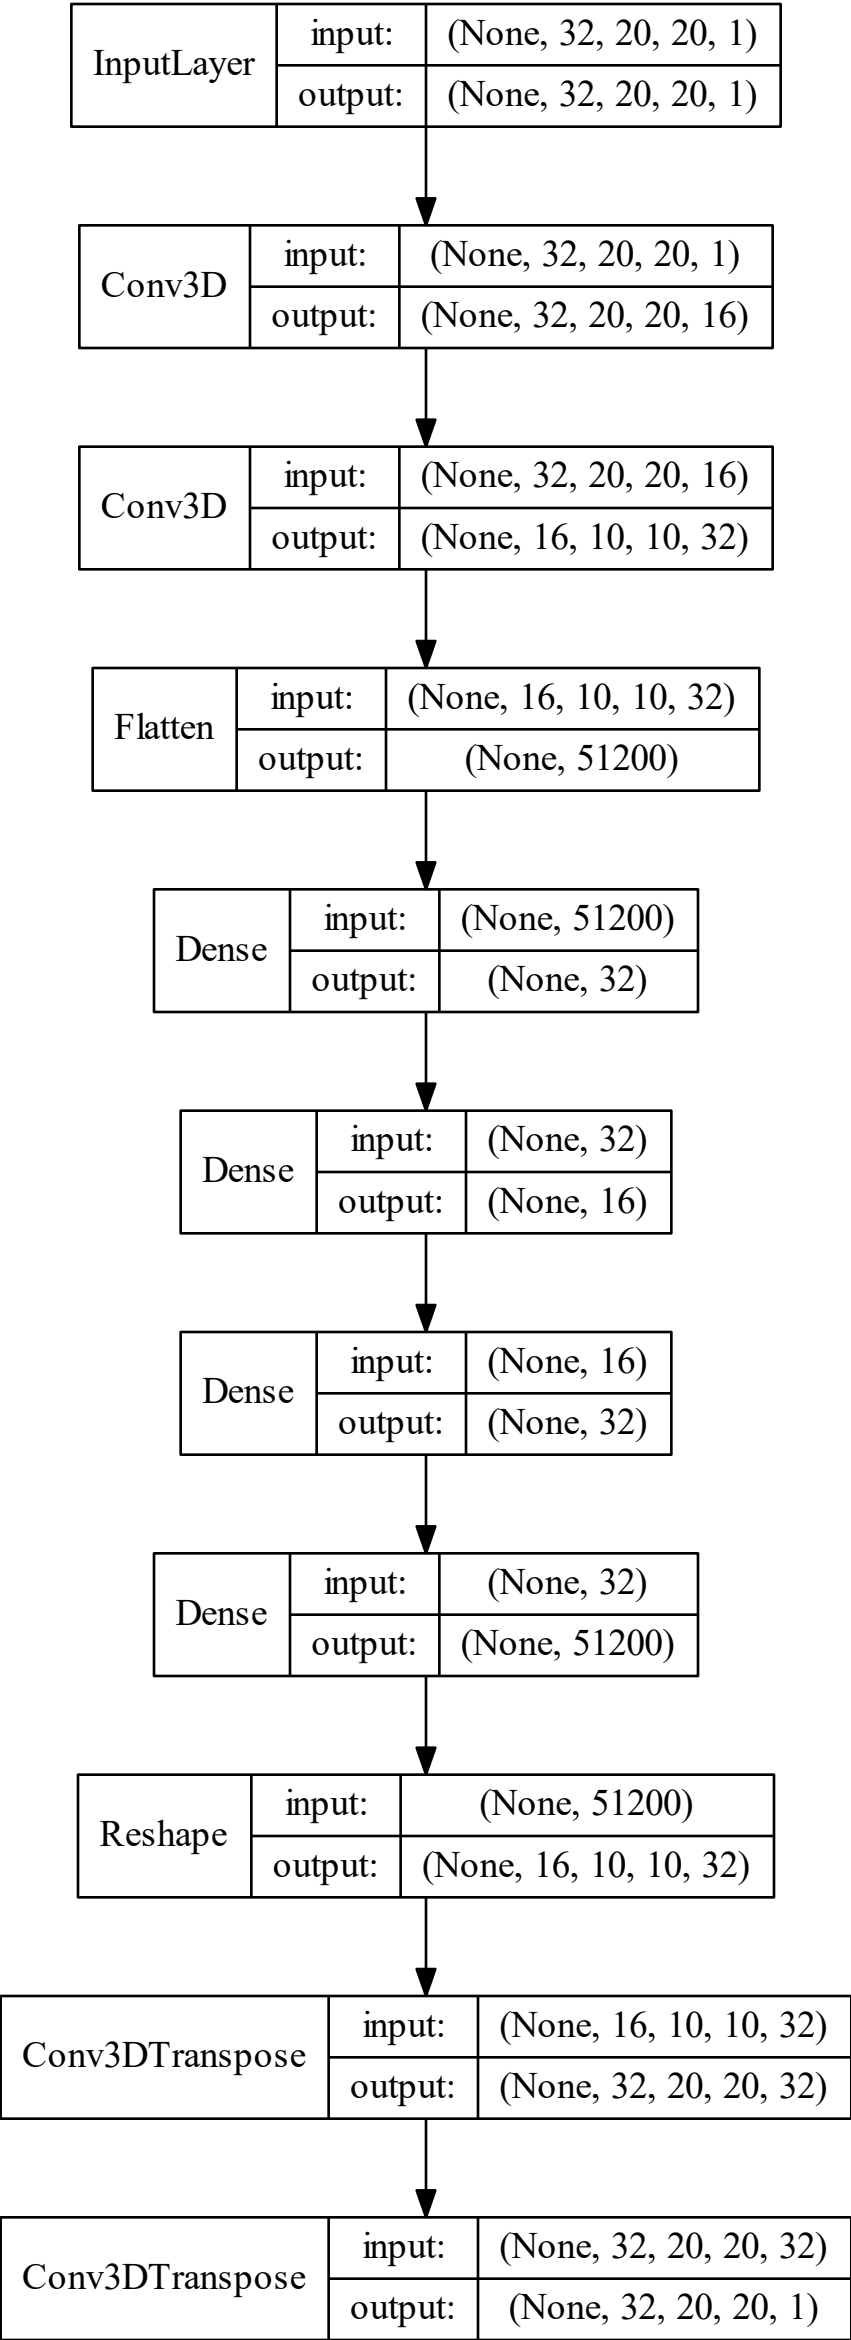 InputLayer
input: (None, 32, 20, 20, 1)
output: (None, 32, 20, 20, 1)
Conv3D
input: (None, 32, 20, 20, 1)
output: (None, 32, 20, 20, 16)
Conv3D
input: (None, 32, 20, 20, 16)
output: (None, 16, 10, 10, 32)
Flatten
input: (None, 16, 10, 10, 32)
output: (None, 51200)
Dense
input: (None, 51200)
output: (None, 32)
Dense
input: (None, 32)
output: (None, 16)
Dense
input: (None, 16)
output: (None, 32)
Dense
input: (None, 32)
output: (None, 51200)
Reshape
input: (None, 51200)
output: (None, 16, 10, 10, 32)
Conv3DTranspose
input: (None, 16, 10, 10, 32)
output: (None, 32, 20, 20, 32)
Conv3DTranspose
input: (None, 32, 20, 20, 32)
output: (None, 32, 20, 20, 1)